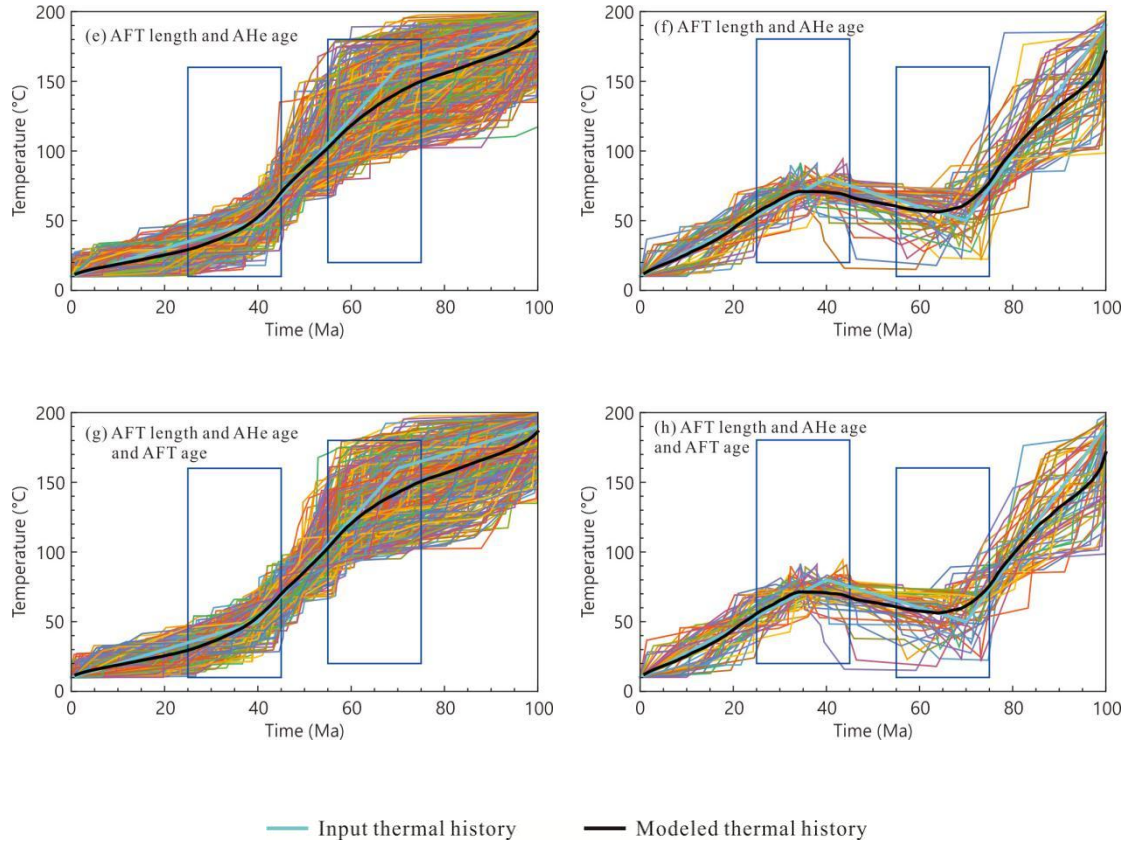 (e) AFT length and AHe age
200
150
100
50
0
Temperature (°C)
0 20 40 60 80 100
Time (Ma)
(f) AFT length and AHe age
200
150
100
50
0
Temperature (°C)
0 20 40 60 80 100
Time (Ma)
(g) AFT length and AHe age
and AFT age
200
150
100
50
0
Temperature (°C)
0 20 40 60 80 100
Time (Ma)
(h) AFT length and AHe age
and AFT age
200
150
100
50
0
Temperature (°C)
0 20 40 60 80 100
Time (Ma)
Input thermal history
Modeled thermal history